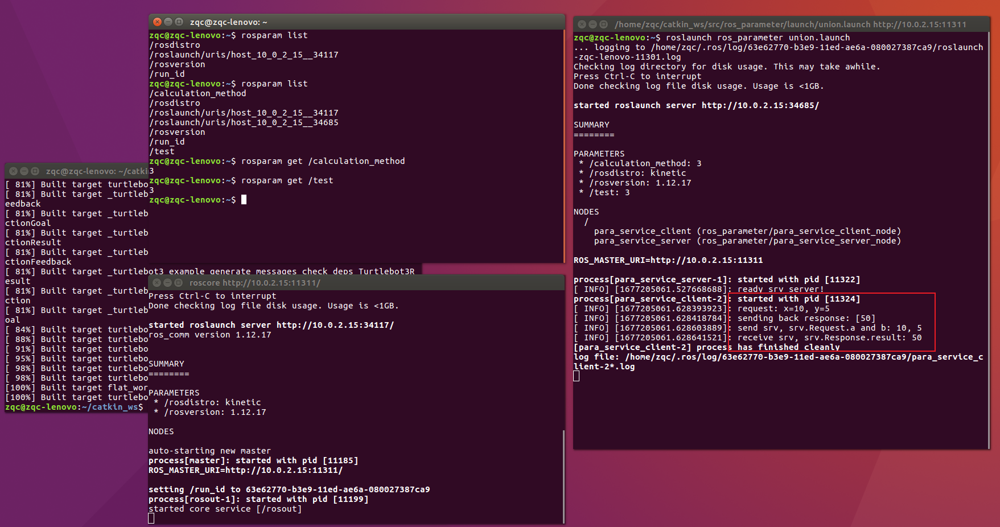 zqc@zqc-lenovo: ~
zqc@zqc-lenovo:~$ rosparam list
/rosdistro
/roslaunch/uris/host_10_0_2_15__34117
/rosversion
/run_id
zqc@zqc-lenovo:~$ rosparam list
/calculation_method
/rosdistro
/roslaunch/uris/host_10_0_2_15__34117
/roslaunch/uris/host_10_0_2_15__34685
/rosversion
/run_id
/test
zqc@zqc-lenovo:~$ rosparam get /calculation_method
3
zqc@zqc-lenovo:~$ rosparam get /test
3
zqc@zqc-lenovo:~$
zqc@zqc-lenovo: ~/catki
[ 81%] Built target turtlebo
[ 81%] Built target _turtleb
eedback
[ 81%] Built target _turtleb
ctionGoal
[ 81%] Built target _turtleb
ctionResult
[ 81%] Built target _turtleb
ctionFeedback
[ 81%] Built target _turtlebot3_example_generate_messages_check_deps_Turtlebot3R
esult
[ 81%] Built target _turtleb
ction
[ 81%] Built target _turtleb
oal
[ 84%] Built target turtlebo
[ 88%] Built target turtlebo
[ 91%] Built target turtlebo
[ 95%] Built target turtlebo
[ 98%] Built target turtlebo
[ 98%] Built target turtlebo
[100%] Built target flat_wor
[100%] Built target turtlebo
zqc@zqc-lenovo:~/catkin_ws$
roscore http://10.0.2.15:11311/
Press Ctrl-C to interrupt
Done checking log file disk usage. Usage is <1GB.
started roslaunch server http://10.0.2.15:34117/
ros_comm version 1.12.17
SUMMARY
========
PARAMETERS
* /rosdistro: kinetic
* /rosversion: 1.12.17
NODES
auto-starting new master
process[master]: started with pid [11185]
ROS_MASTER_URI=http://10.0.2.15:11311/
setting /run_id to 63e62770-b3e9-11ed-ae6a-080027387ca9
process[rosout-1]: started with pid [11199]
started core service [/rosout]
/home/zqc/catkin_ws/src/ros_parameter/launch/union.launch http://10.0.2.15:11311
zqc@zqc-lenovo:~$ roslaunch ros_parameter union.launch
... logging to /home/zqc/.ros/log/63e62770-b3e9-11ed-ae6a-080027387ca9/roslaunch
-zqc-lenovo-11301.log
Checking log directory for disk usage. This may take awhile.
Press Ctrl-C to interrupt
Done checking log file disk usage. Usage is <1GB.
started roslaunch server http://10.0.2.15:34685/
SUMMARY
========
PARAMETERS
* /calculation_method: 3
* /rosdistro: kinetic
* /rosversion: 1.12.17
* /test: 3
NODES
/
para_service_client (ros_parameter/para_service_client_node)
para_service_server (ros_parameter/para_service_server_node)
ROS_MASTER_URI=http://10.0.2.15:11311
process[para_service_server-1]: started with pid [11322]
[ INFO] [1677205061.527668688]: ready srv server!
process[para_service_client-2]: started with pid [11324]
[ INFO] [1677205061.628393923]: request: x=10, y=5
[ INFO] [1677205061.628418784]: sending back response: [50]
[ INFO] [1677205061.628603889]: send srv, srv.Request.a and b: 10, 5
[ INFO] [1677205061.628641521]: receive srv, srv.Response.result: 50
[para_service_client-2] process has finished cleanly
log file: /home/zqc/.ros/log/63e62770-b3e9-11ed-ae6a-080027387ca9/para_service_c
lient-2*.log